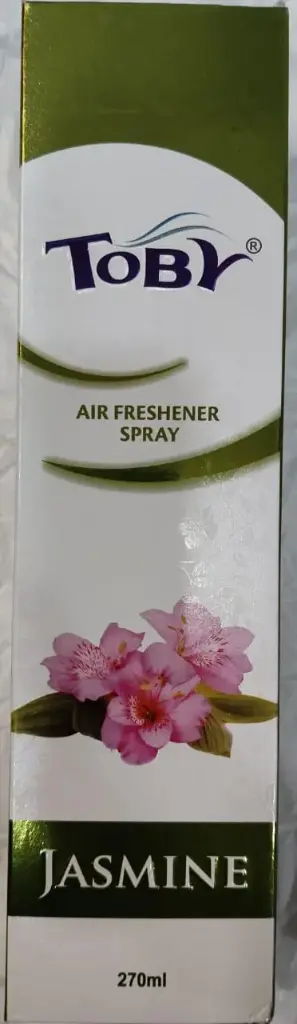 TOBY®
AIR FRESHENER
SPRAY
JASMINE
270ml